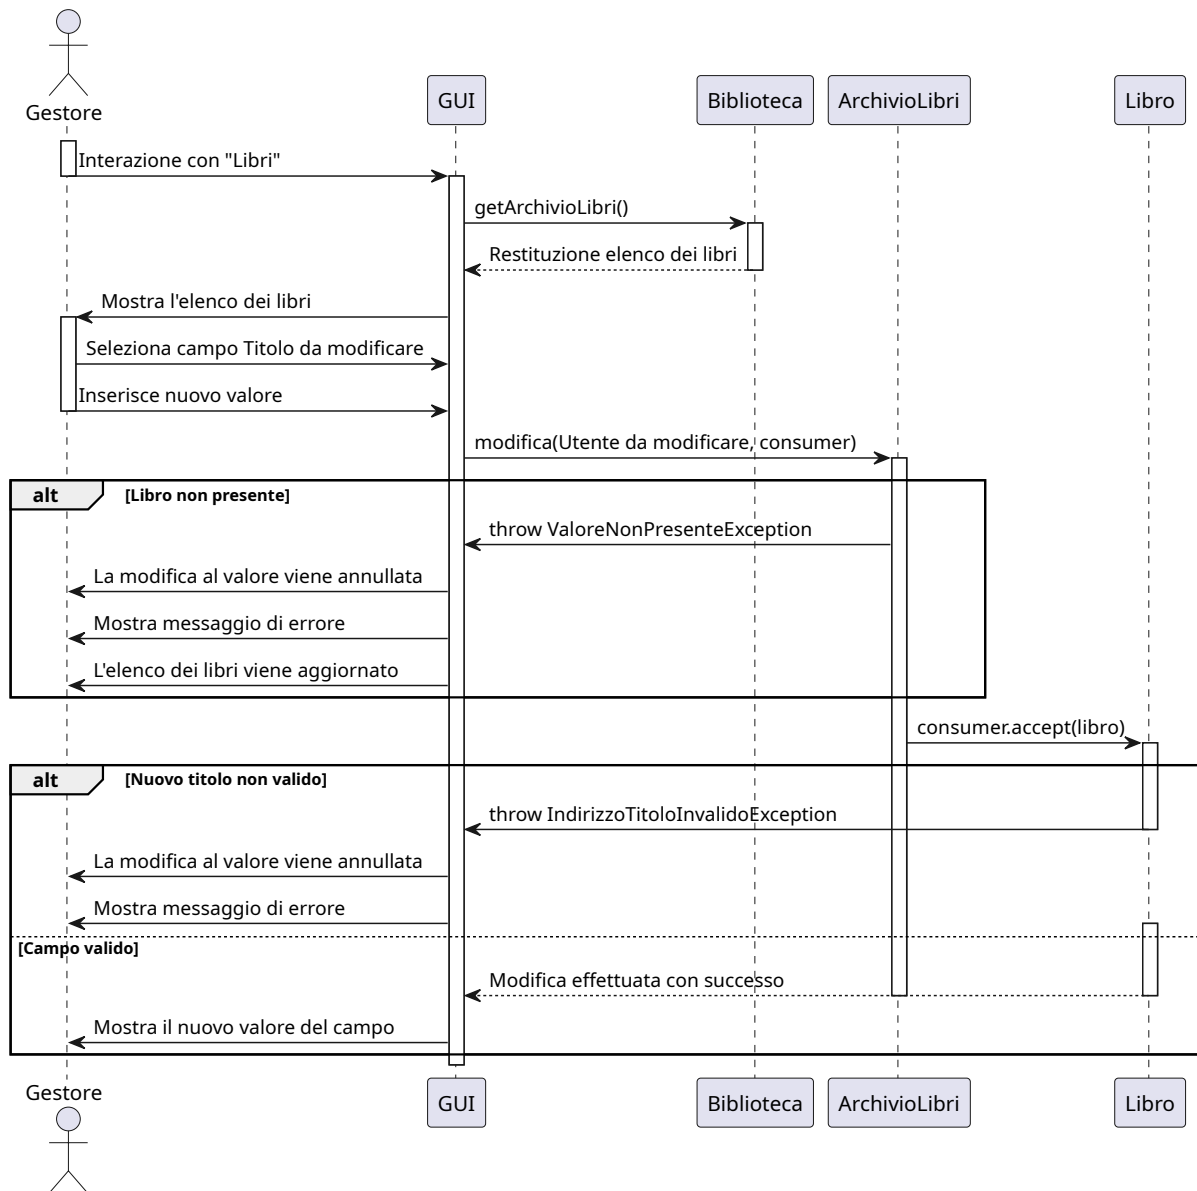 Gestore
GUI
Biblioteca
ArchivioLibri
Libro
Interazione con "Libri"
getArchivioLibri()
Restituzione elenco dei libri
Mostra l'elenco dei libri
Seleziona campo Titolo da modificare
Inserisce nuovo valore
modifica(Utente da modificare, consumer)
alt
[Libro non presente]
throw ValoreNonPresenteException
La modifica al valore viene annullata
Mostra messaggio di errore
L'elenco dei libri viene aggiornato
consumer.accept(libro)
alt
[Nuovo titolo non valido]
throw IndirizzoTitoloInvalidoException
La modifica al valore viene annullata
Mostra messaggio di errore
[Campo valido]
Modifica effettuata con successo
Mostra il nuovo valore del campo
Gestore
GUI
Biblioteca
ArchivioLibri
Libro